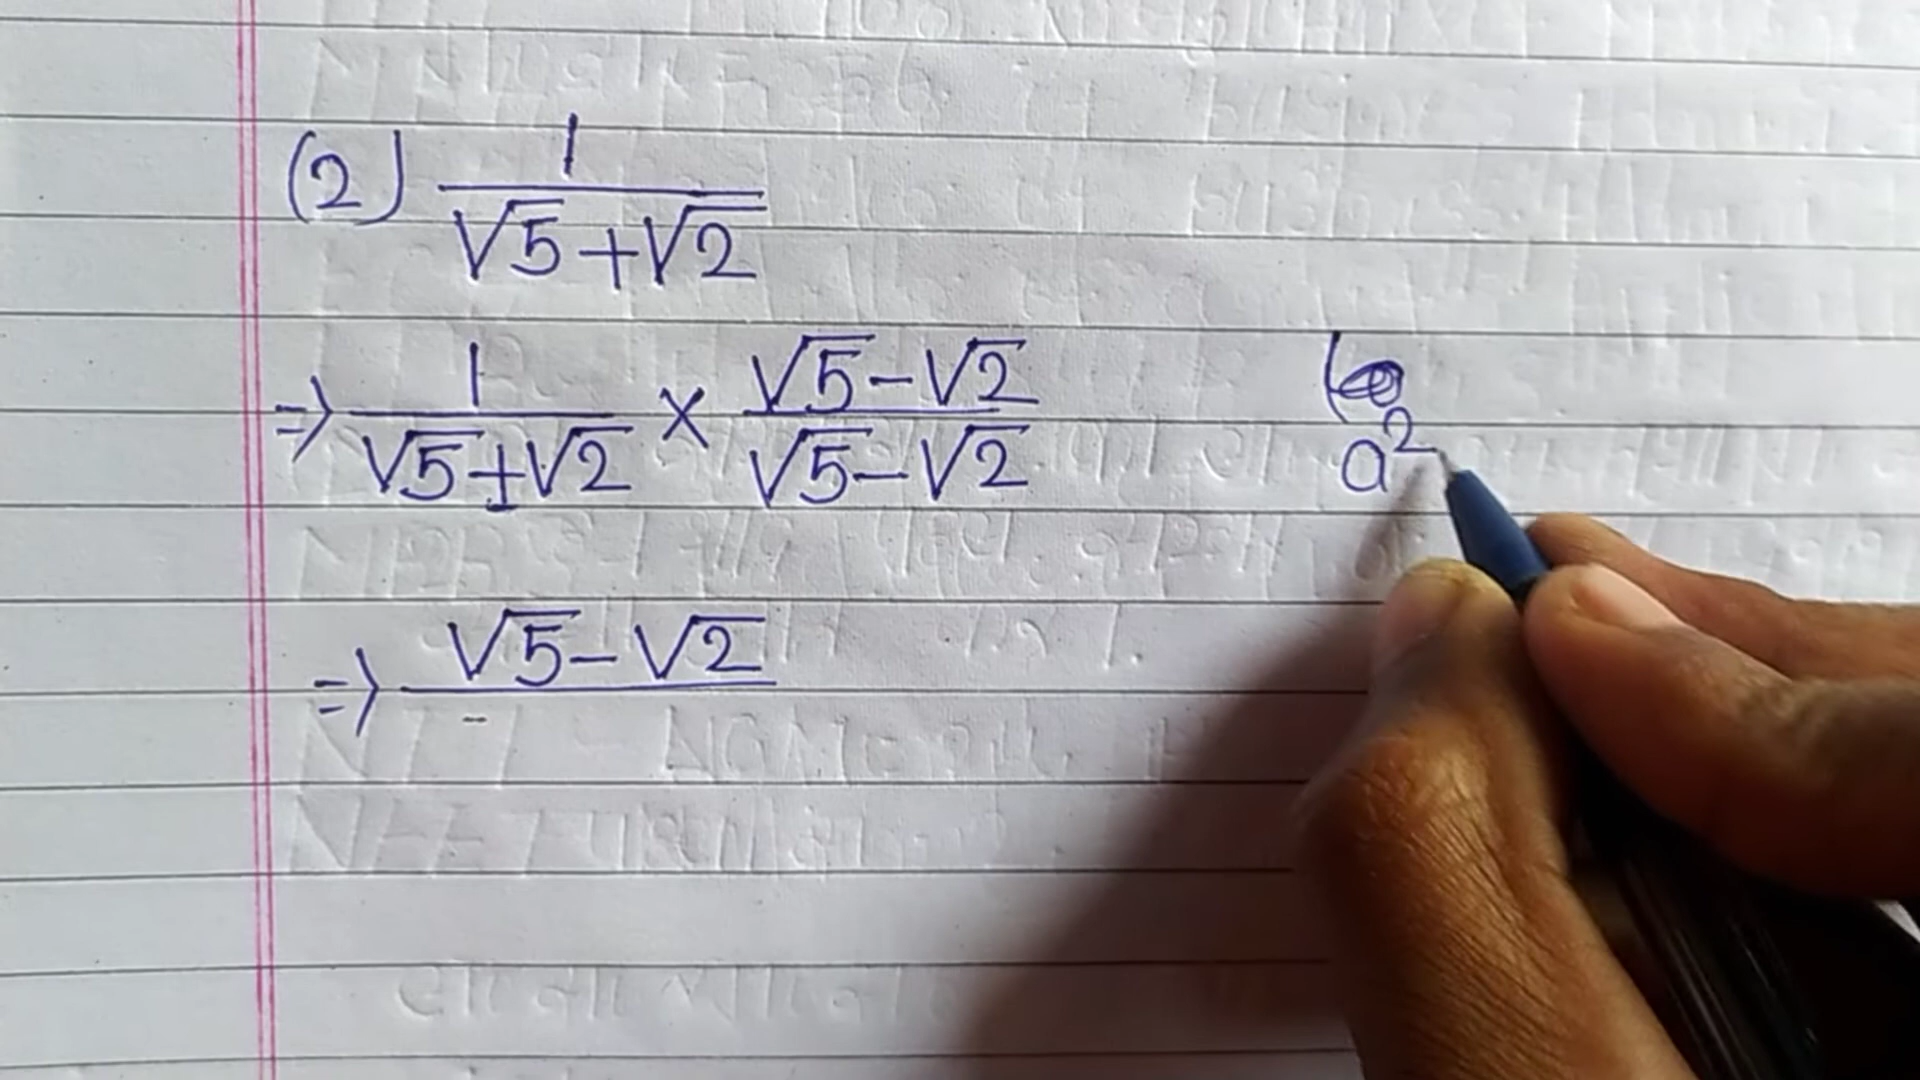 (2) 1/(√5+√2)
=> 1/(√5+√2) × (√5-√2)/(√5-√2)
a²
=> √5-√2